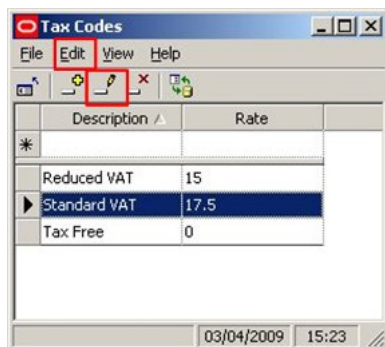 Tax Codes
File Edit View Help
Description Rate
*
Reduced VAT 15
Standard VAT 17.5
Tax Free 0
03/04/2009 15:23